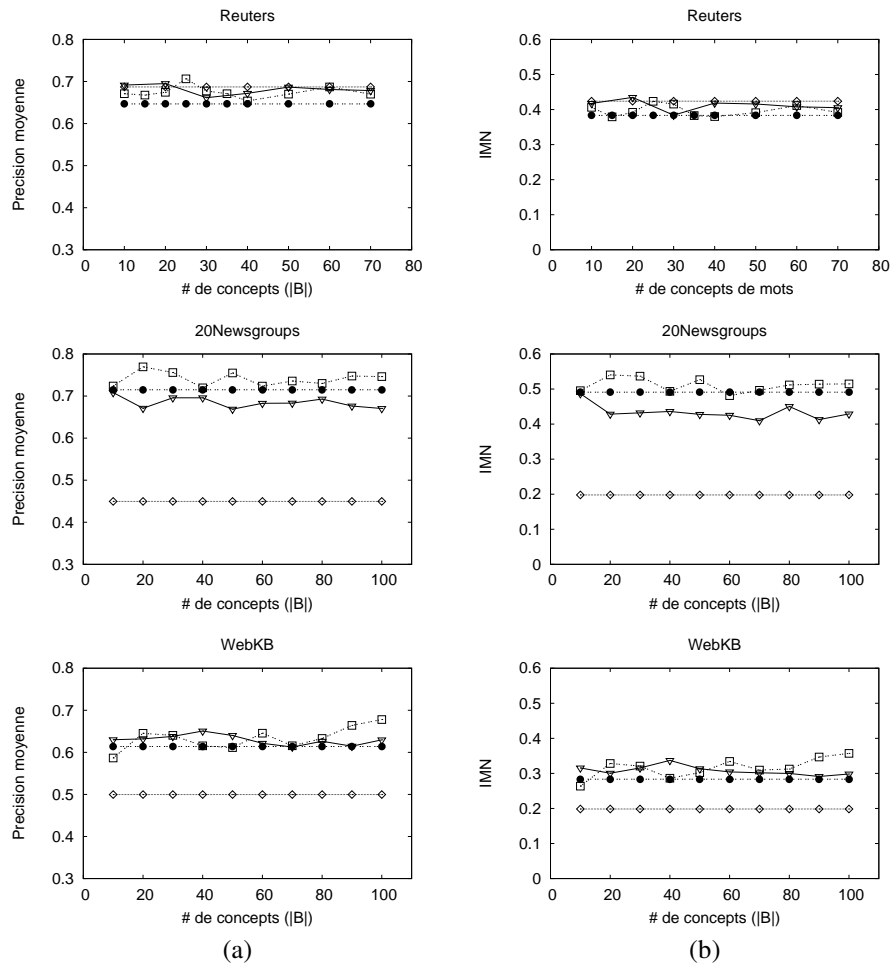 Reuters
0.8
0.7
0.6
0.5
0.4
0.3
Precision moyenne
0 10 20 30 40 50 60 70 80
# de concepts (|B|)
Reuters
0.6
0.5
0.4
0.3
0.2
0.1
0
IMN
0 10 20 30 40 50 60 70 80
# de concepts de mots
20Newsgroups
0.8
0.7
0.6
0.5
0.4
0.3
Precision moyenne
0 20 40 60 80 100
# de concepts (|B|)
20Newsgroups
0.6
0.5
0.4
0.3
0.2
0.1
0
IMN
0 20 40 60 80 100
# de concepts (|B|)
WebKB
0.8
0.7
0.6
0.5
0.4
0.3
Precision moyenne
0 20 40 60 80 100
# de concepts (|B|)
WebKB
0.6
0.5
0.4
0.3
0.2
0.1
0
IMN
0 20 40 60 80 100
# de concepts (|B|)
(a)
(b)